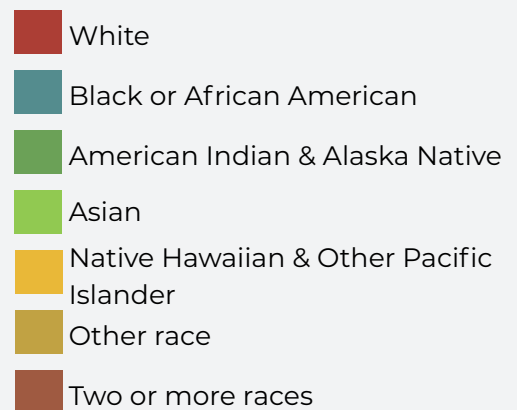 White
Black or African American
American Indian & Alaska Native
Asian
Native Hawaiian & Other Pacific
Islander
Other race
Two or more races